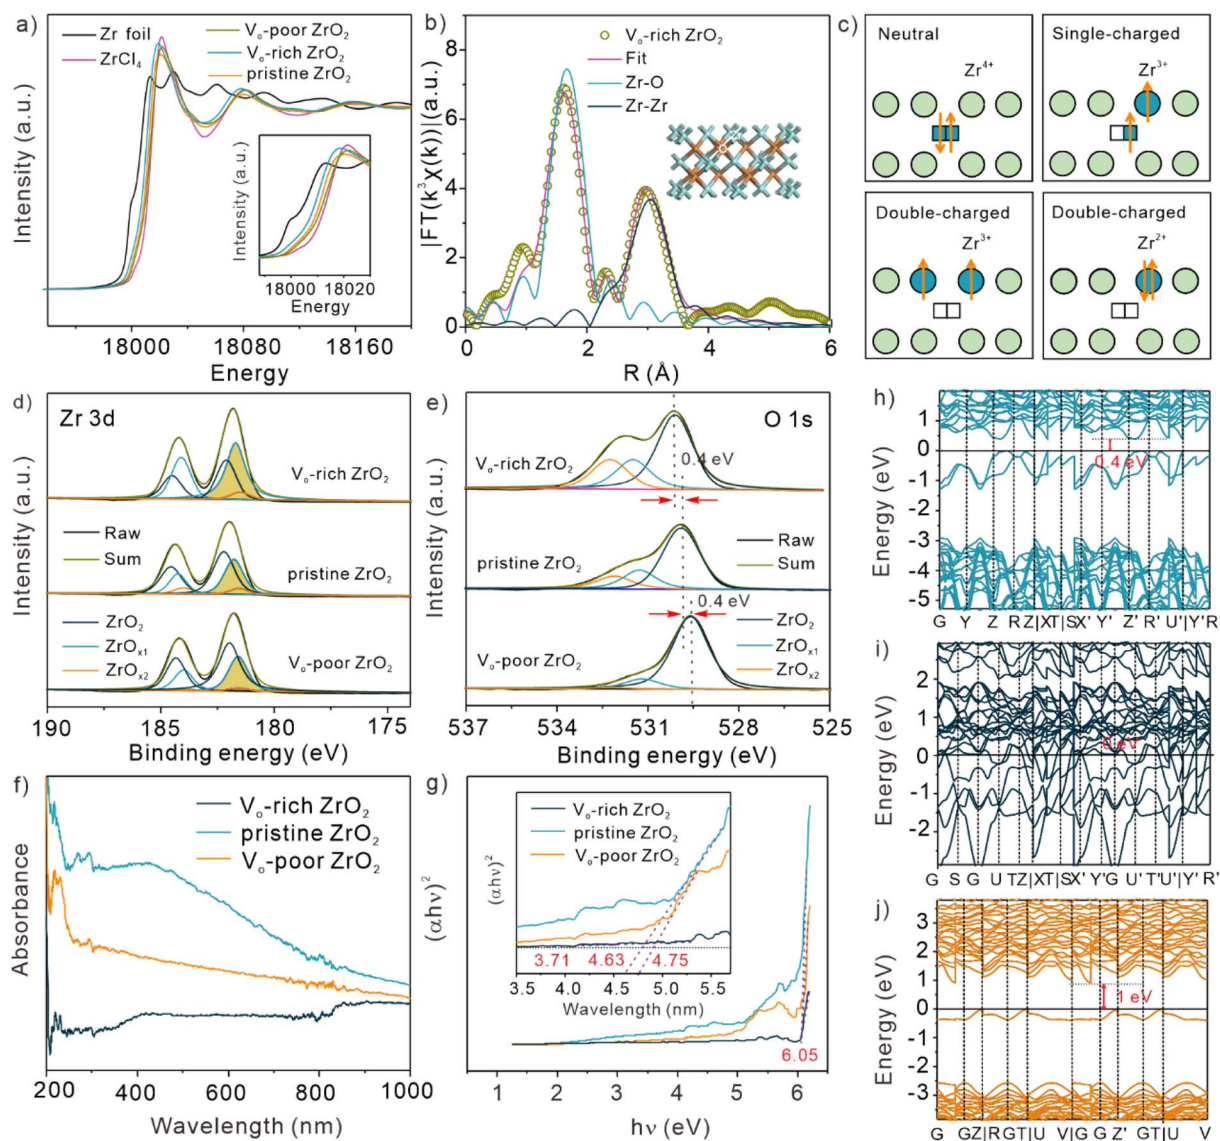 a)
Zr foil
ZrCl₄
Vₒ-poor ZrO₂
Vₒ-rich ZrO₂
pristine ZrO₂
Intensity (a.u.)
Intensity (a.u.)
18000 18020
Energy
18000 18080 18160
Energy
b)
Vₒ-rich ZrO₂
Fit
Zr-O
Zr-Zr
|FT(k³X(k))|(a.u.)
8
6
4
2
0
0 2 4 6
R (Å)
c)
Neutral
Zr⁴⁺
Single-charged
Zr³⁺
Double-charged
Zr³⁺
Double-charged
Zr²⁺
d)
Zr 3d
Vₒ-rich ZrO₂
Raw
Sum
pristine ZrO₂
ZrO₂
ZrOₓ₁
ZrOₓ₂
Vₒ-poor ZrO₂
Intensity (a.u.)
190 185 180 175
Binding energy (eV)
e)
O 1s
Vₒ-rich ZrO₂
0.4 eV
pristine ZrO₂
Raw
Sum
0.4 eV
Vₒ-poor ZrO₂
ZrO₂
ZrOₓ₁
ZrOₓ₂
Intensity (a.u.)
537 534 531 528 525
Binding energy (eV)
f)
Vₒ-rich ZrO₂
pristine ZrO₂
Vₒ-poor ZrO₂
Absorbance
200 400 600 800 1000
Wavelength (nm)
g)
Vₒ-rich ZrO₂
pristine ZrO₂
Vₒ-poor ZrO₂
(αhν)²
(αhν)²
3.71 4.63 4.75
3.5 4.0 4.5 5.0 5.5
Wavelength (nm)
6.05
1 2 3 4 5 6
hν (eV)
h)
Energy (eV)
1
0
-1
-2
-3
-4
-5
0.4 eV
G Y Z R Z|XT|SX' Y' Z' R' U'|Y'R
i)
Energy (eV)
2
1
0
-1
-2
0 eV
G S G U TZ|XT|SX' Y'G U' T'U'|Y' R'
j)
Energy (eV)
3
2
1
0
-1
-2
-3
1 eV
G GZ|R GT|U V|G G Z' GT|U V